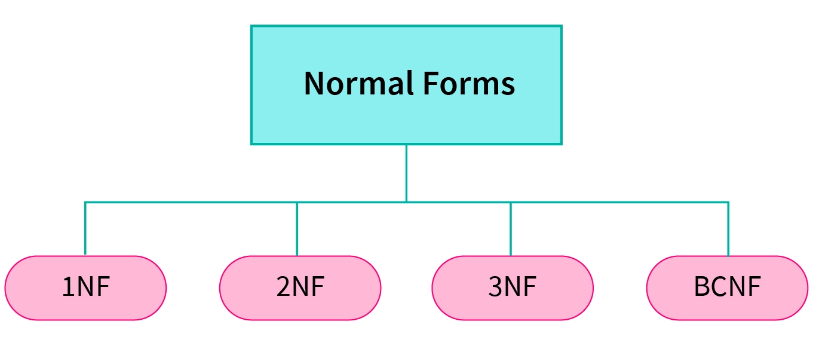 Normal Forms
1NF
2NF
3NF
BCNF